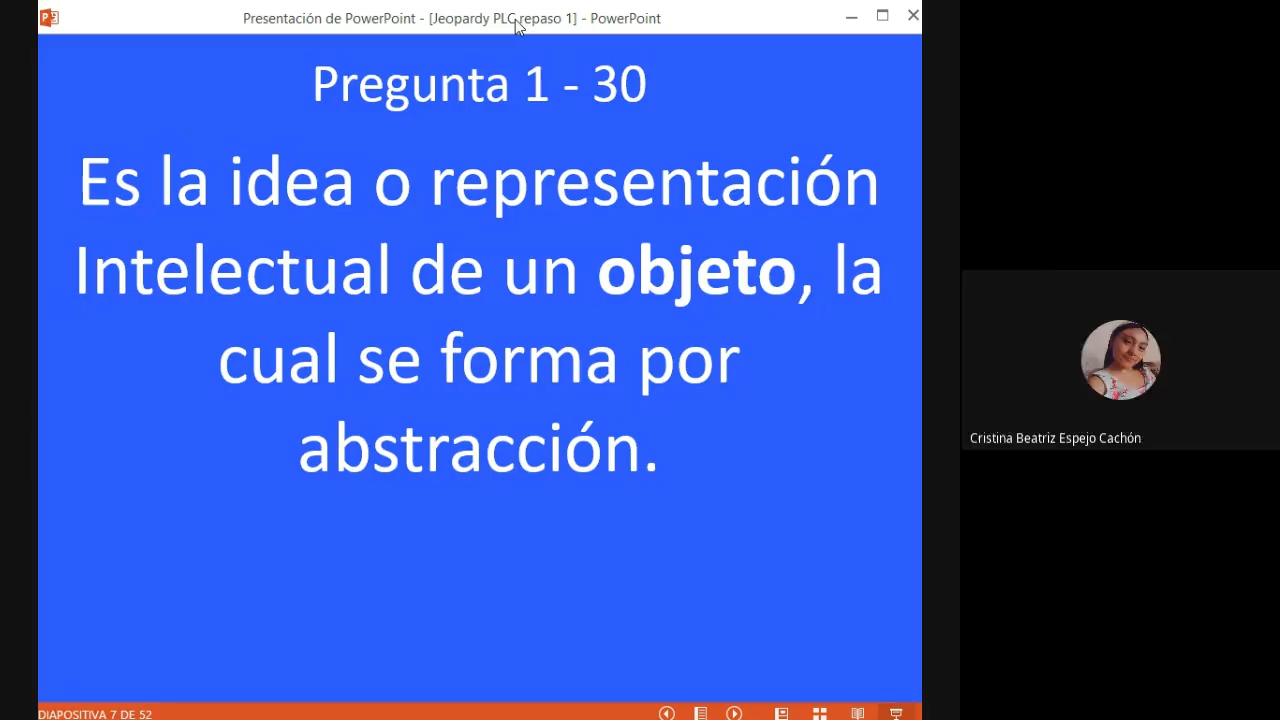 Presentación de PowerPoint - [Jeopardy PLC repaso 1] - PowerPoint
Pregunta 1 - 30
Es la idea o representación
Intelectual de un objeto, la
cual se forma por
abstracción.
Cristina Beatriz Espejo Cachón
DIAPOSITIVA 7 DE 52